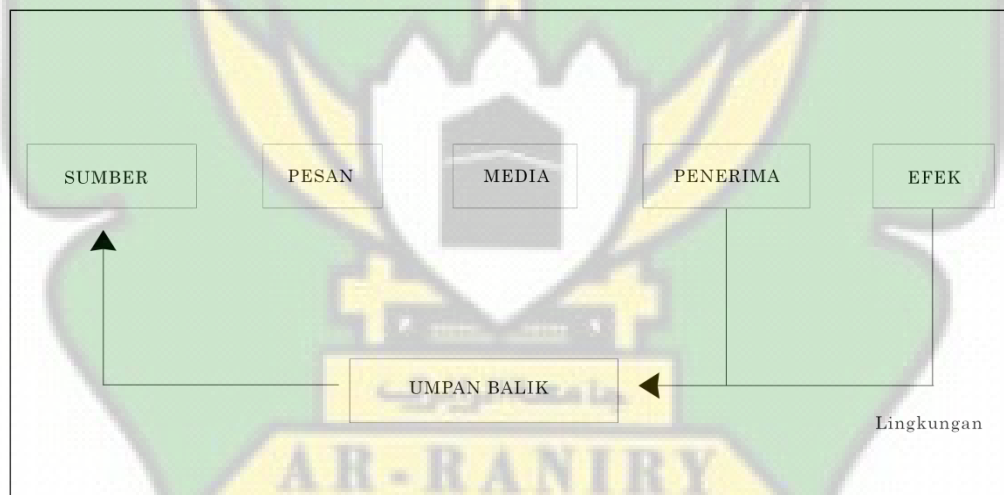 SUMBER
PESAN
MEDIA
PENERIMA
EFEK
UMPAN BALIK
Lingkungan
AR-RANIRY